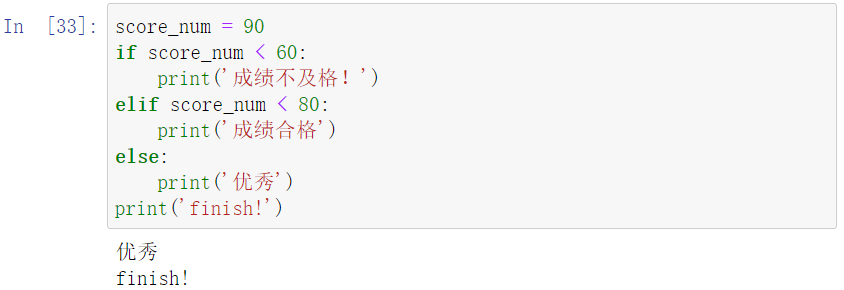 In [33]: score_num = 90
if score_num < 60:
    print('成绩不及格！')
elif score_num < 80:
    print('成绩合格')
else:
    print('优秀')
print('finish!')
优秀
finish!